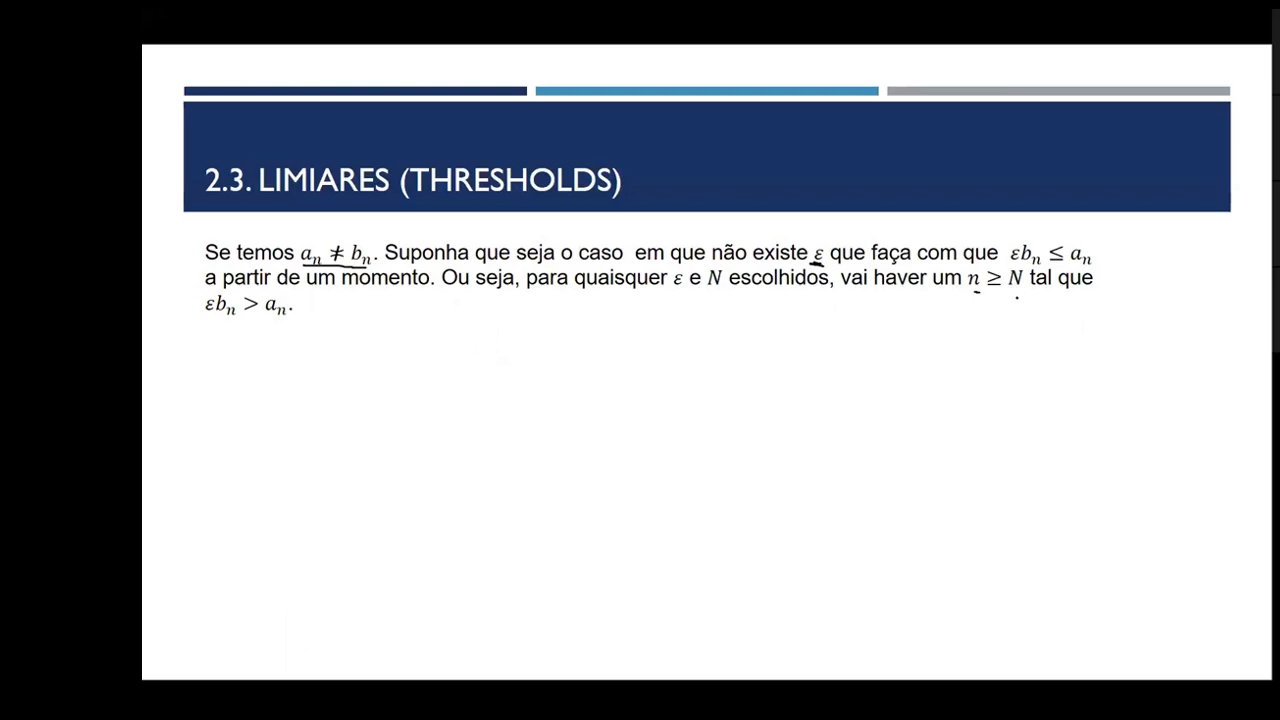 2.3. LIMIARES (THRESHOLDS)
Se temos aₙ ≭ bₙ. Suponha que seja o caso em que não existe ε que faça com que εbₙ ≤ aₙ
a partir de um momento. Ou seja, para quaisquer ε e N escolhidos, vai haver um n ≥ N tal que
εbₙ > aₙ.